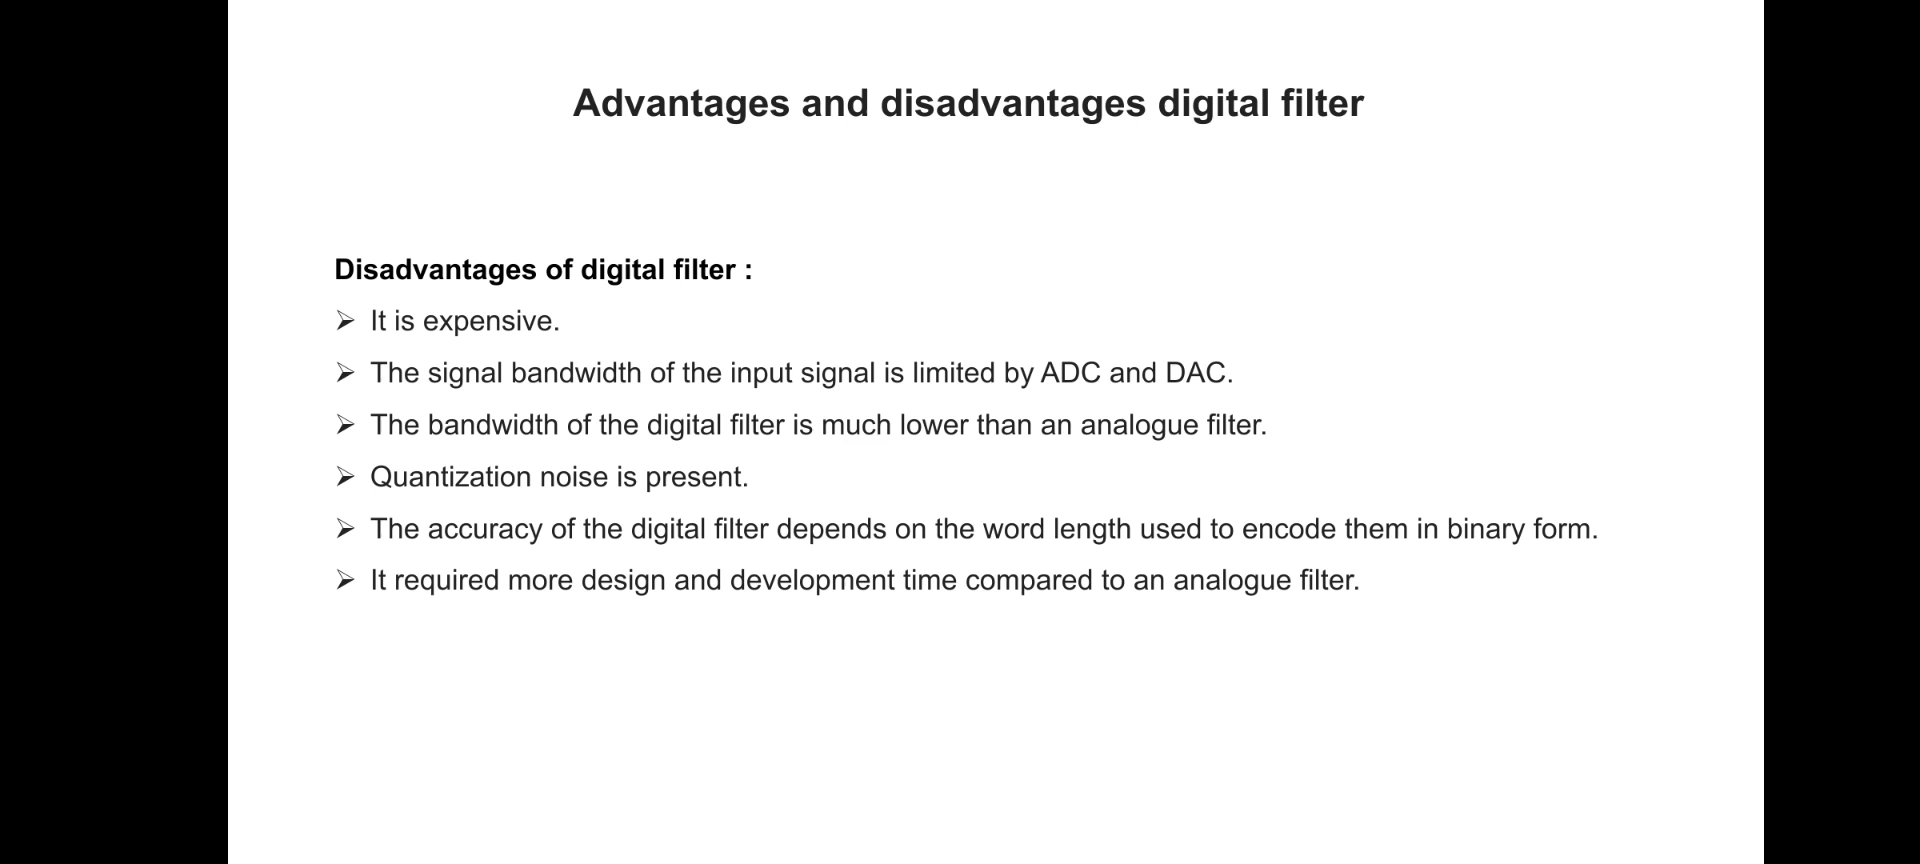 Advantages and disadvantages digital filter
Disadvantages of digital filter :
➢ It is expensive.
➢ The signal bandwidth of the input signal is limited by ADC and DAC.
➢ The bandwidth of the digital filter is much lower than an analogue filter.
➢ Quantization noise is present.
➢ The accuracy of the digital filter depends on the word length used to encode them in binary form.
➢ It required more design and development time compared to an analogue filter.